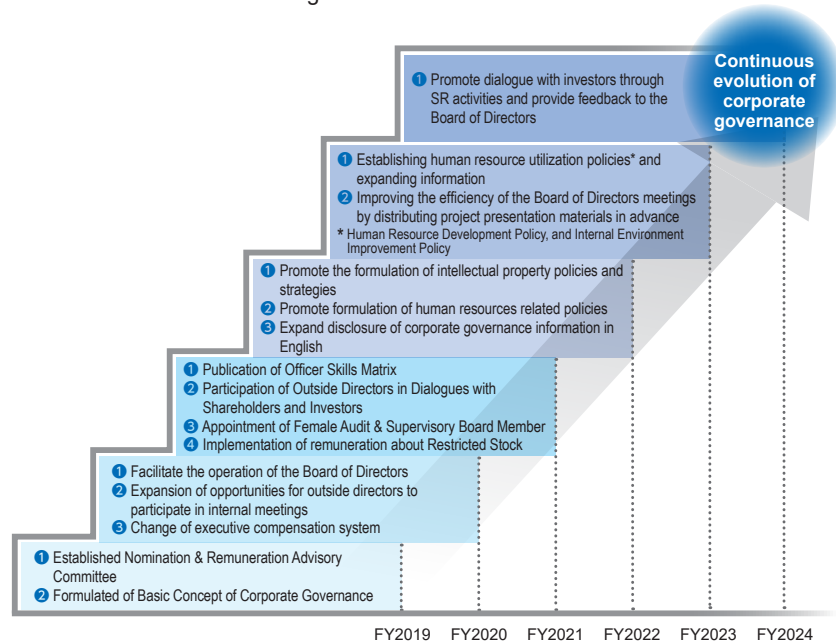 Continuous
evolution of
corporate
governance
❶ Promote dialogue with investors through
SR activities and provide feedback to the
Board of Directors
❶ Establishing human resource utilization policies* and
expanding information
❷ Improving the efficiency of the Board of Directors meetings
by distributing project presentation materials in advance
* Human Resource Development Policy, and Internal Environment
Improvement Policy
❶ Promote the formulation of intellectual property policies and
strategies
❷ Promote formulation of human resources related policies
❸ Expand disclosure of corporate governance information in
English
❶ Publication of Officer Skills Matrix
❷ Participation of Outside Directors in Dialogues with
Shareholders and Investors
❸ Appointment of Female Audit & Supervisory Board Member
❹ Implementation of remuneration about Restricted Stock
❶ Facilitate the operation of the Board of Directors
❷ Expansion of opportunities for outside directors to
participate in internal meetings
❸ Change of executive compensation system
❶ Established Nomination & Remuneration Advisory
Committee
❷ Formulated of Basic Concept of Corporate Governance
FY2019 FY2020 FY2021 FY2022 FY2023 FY2024